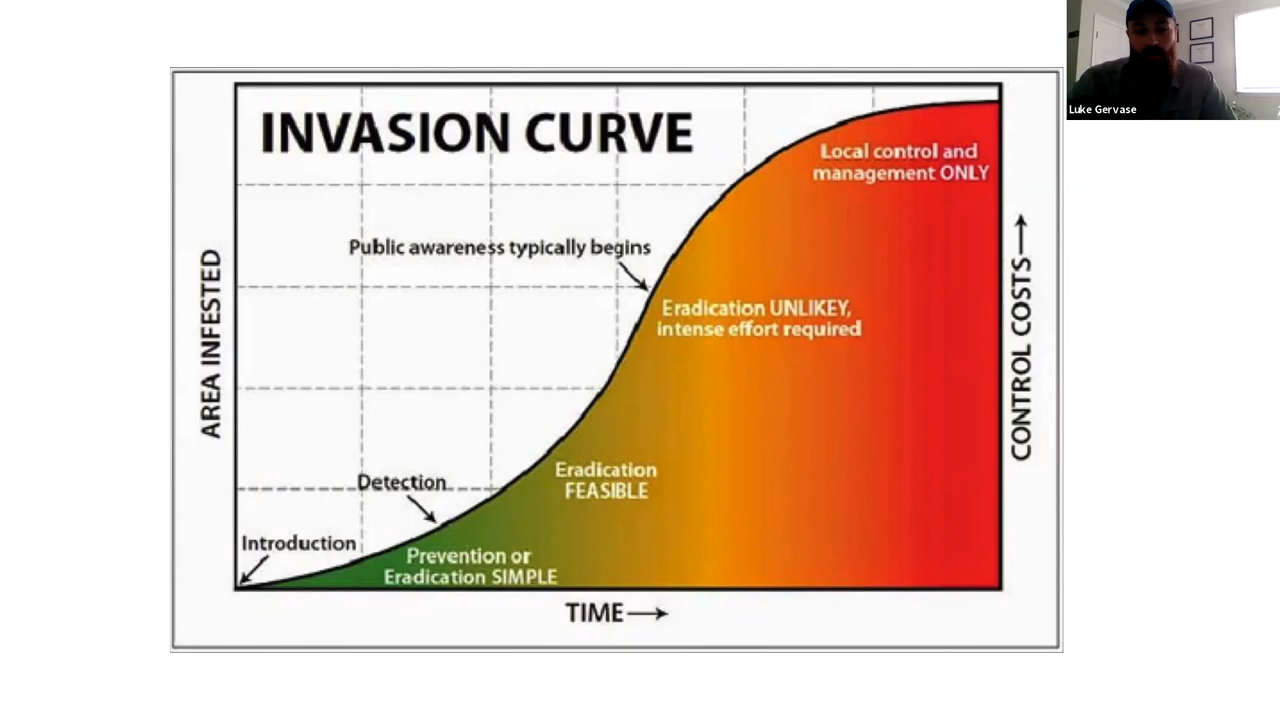 Luke Gervase
INVASION CURVE
Local control and
management ONLY
Public awareness typically begins
Eradication UNLIKEY,
intense effort required
AREA INFESTED
CONTROL COSTS
Detection
Eradication
FEASIBLE
Introduction
Prevention or
Eradication SIMPLE
TIME